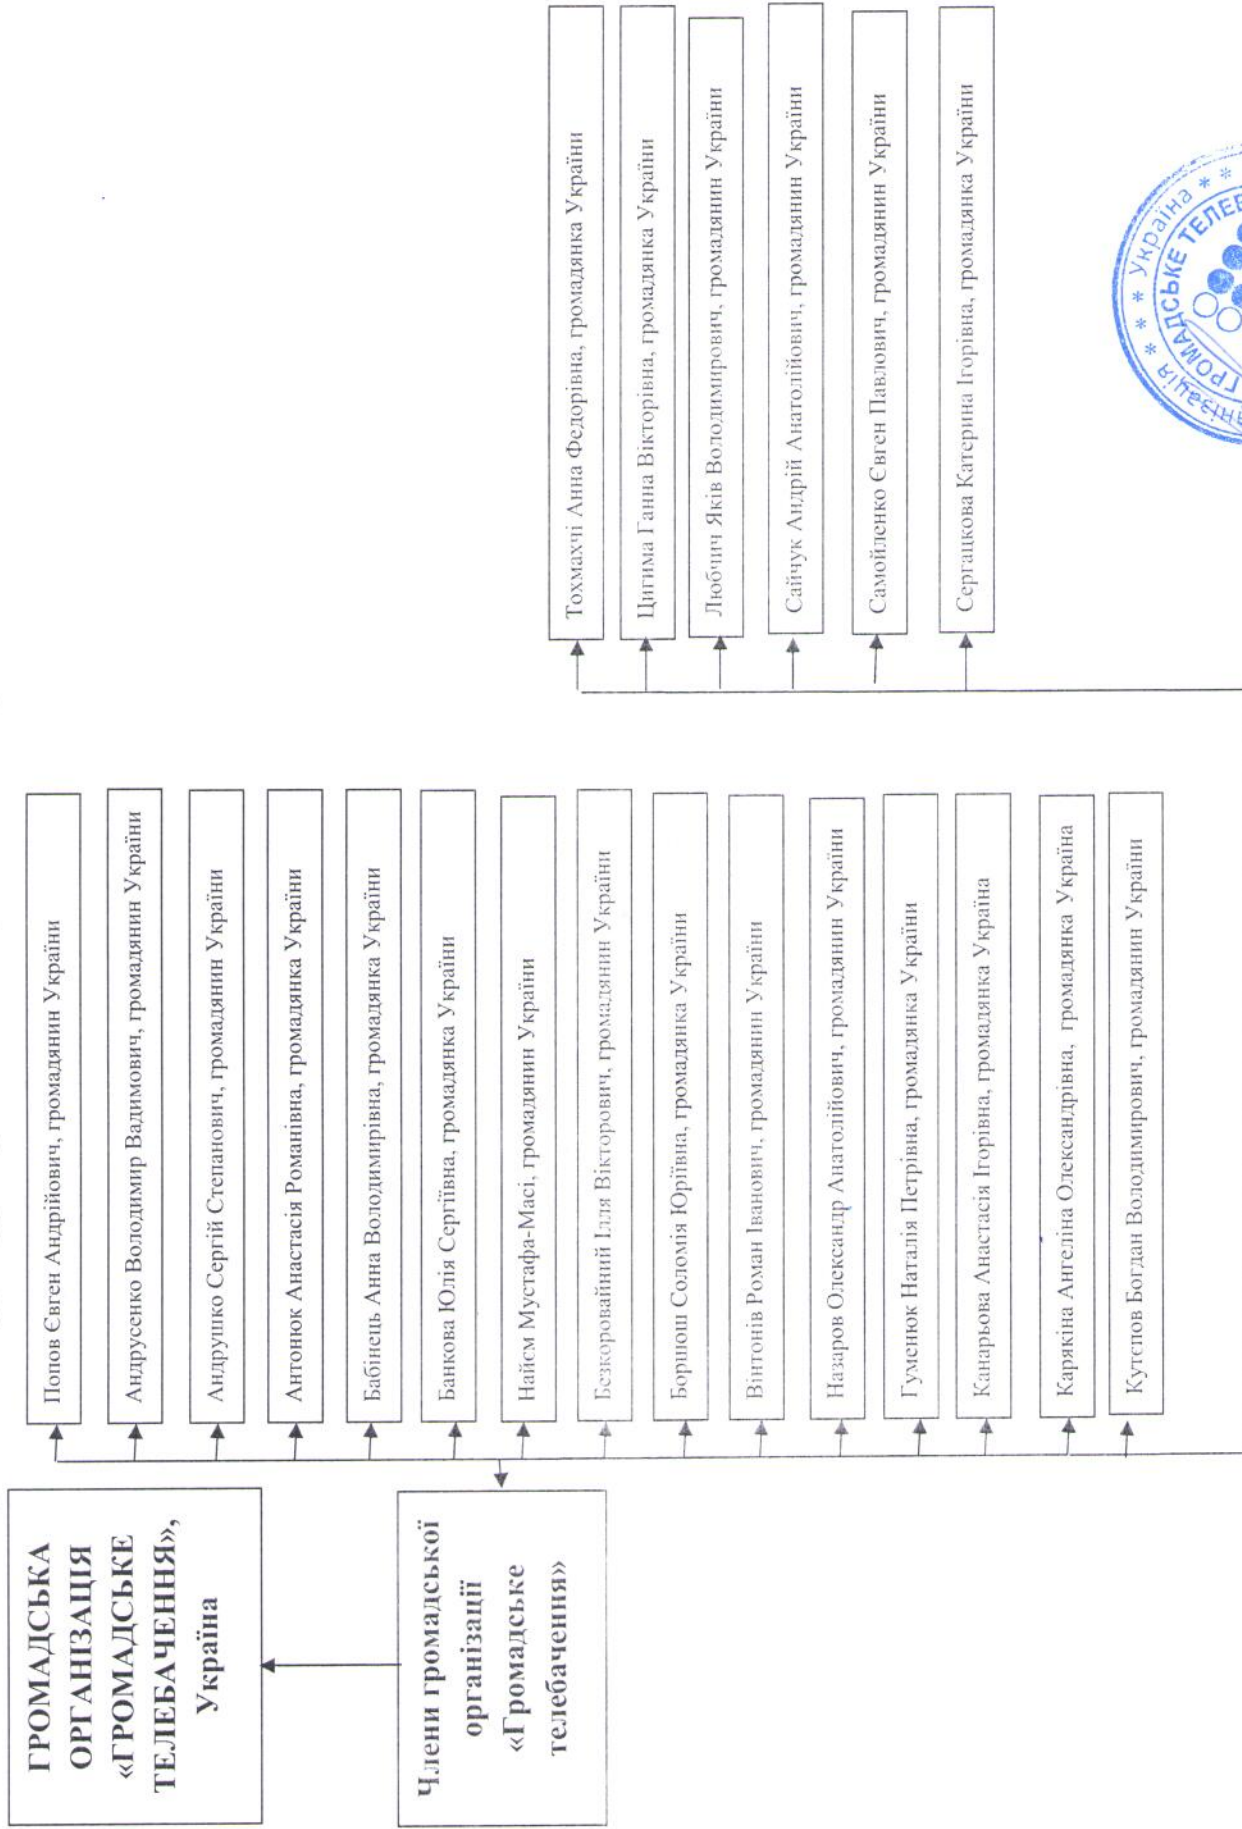 ГРОМАДСЬКА
ОРГАНІЗАЦІЯ
«ГРОМАДСЬКЕ
ТЕЛЕБАЧЕННЯ»,
Україна
Члени громадської
організації
«Громадське
телебачення»
Попов Євген Андрійович, громадянин України
Андрусенко Володимир Вадимович, громадянин України
Андрушко Сергій Степанович, громадянин України
Антонюк Анастасія Романівна, громадянка України
Бабінець Анна Володимирівна, громадянка України
Банкова Юлія Сергіївна, громадянка України
Найєм Мустафа-Масі, громадянин України
Безкоровайний Ілля Вікторович, громадянин України
Боршош Соломія Юріївна, громадянка України
Вінтонів Роман Іванович, громадянин України
Назаров Олександр Анатолійович, громадянин України
Гуменюк Наталія Петрівна, громадянка України
Канарьова Анастасія Ігорівна, громадянка Україна
Карякіна Ангеліна Олександрівна, громадянка Україна
Кутєпов Богдан Володимирович, громадянин України
Тохмахчі Анна Федорівна, громадянка України
Цигима Ганна Вікторівна, громадянка України
Любчич Яків Володимирович, громадянин України
Сайчук Андрій Анатолійович, громадянин України
Самойленко Євген Павлович, громадянин України
Сергацкова Катерина Ігорівна, громадянка України
* * Україна * *
ГРОМАДСЬКЕ